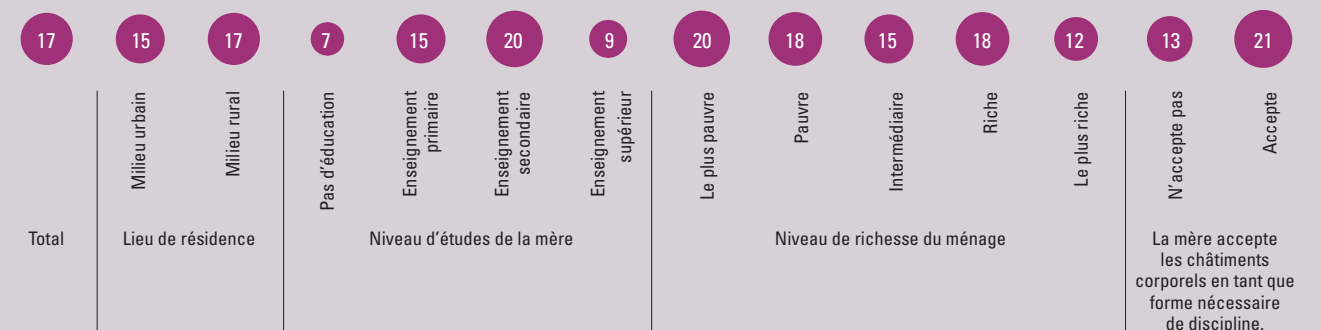 17 15 17 7 15 20 9 20 18 15 18 12 13 21
Milieu urbain
Milieu rural
Pas d'éducation
Enseignement
primaire
Enseignement
secondaire
Enseignement
supérieur
Le plus pauvre
Pauvre
Intermédiaire
Riche
Le plus riche
N'accepte pas
Accepte
Total
Lieu de résidence
Niveau d'études de la mère
Niveau de richesse du ménage
La mère accepte
les châtiments
corporels en tant que
forme nécessaire
de discipline.